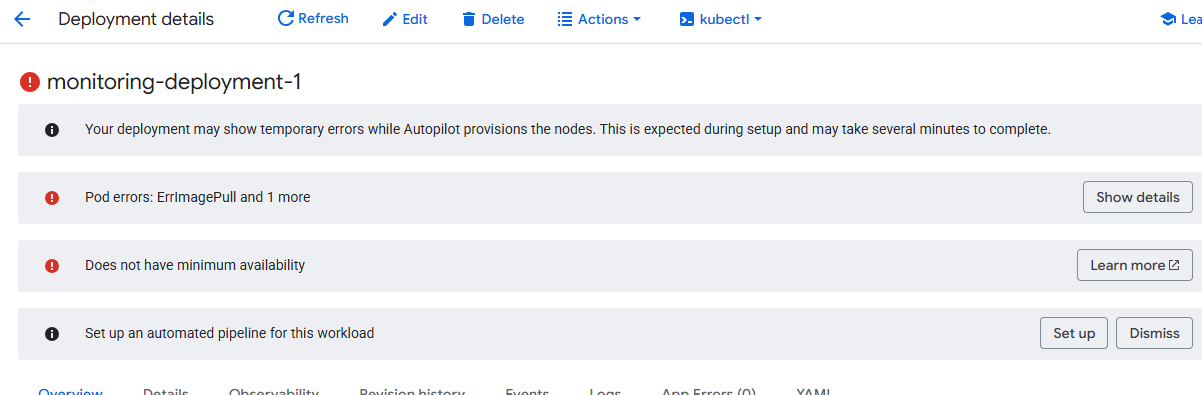 Deployment details Refresh Edit Delete Actions kubectl Lea
monitoring-deployment-1
Your deployment may show temporary errors while Autopilot provisions the nodes. This is expected during setup and may take several minutes to complete.
Pod errors: ErrImagePull and 1 more Show details
Does not have minimum availability Learn more
Set up an automated pipeline for this workload Set up Dismiss
Overview Details Observability Revision history Events Logs App Errors (0) YAML